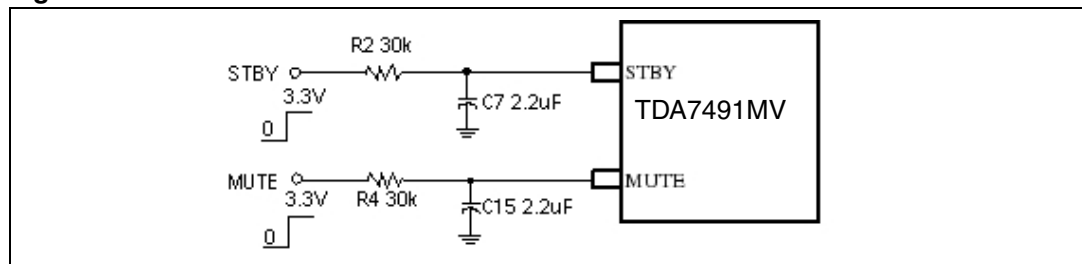 R2 30k
STBY
3.3V
0
C7 2.2uF
STBY
TDA7491MV
MUTE
3.3V
0
R4 30k
C15 2.2uF
MUTE